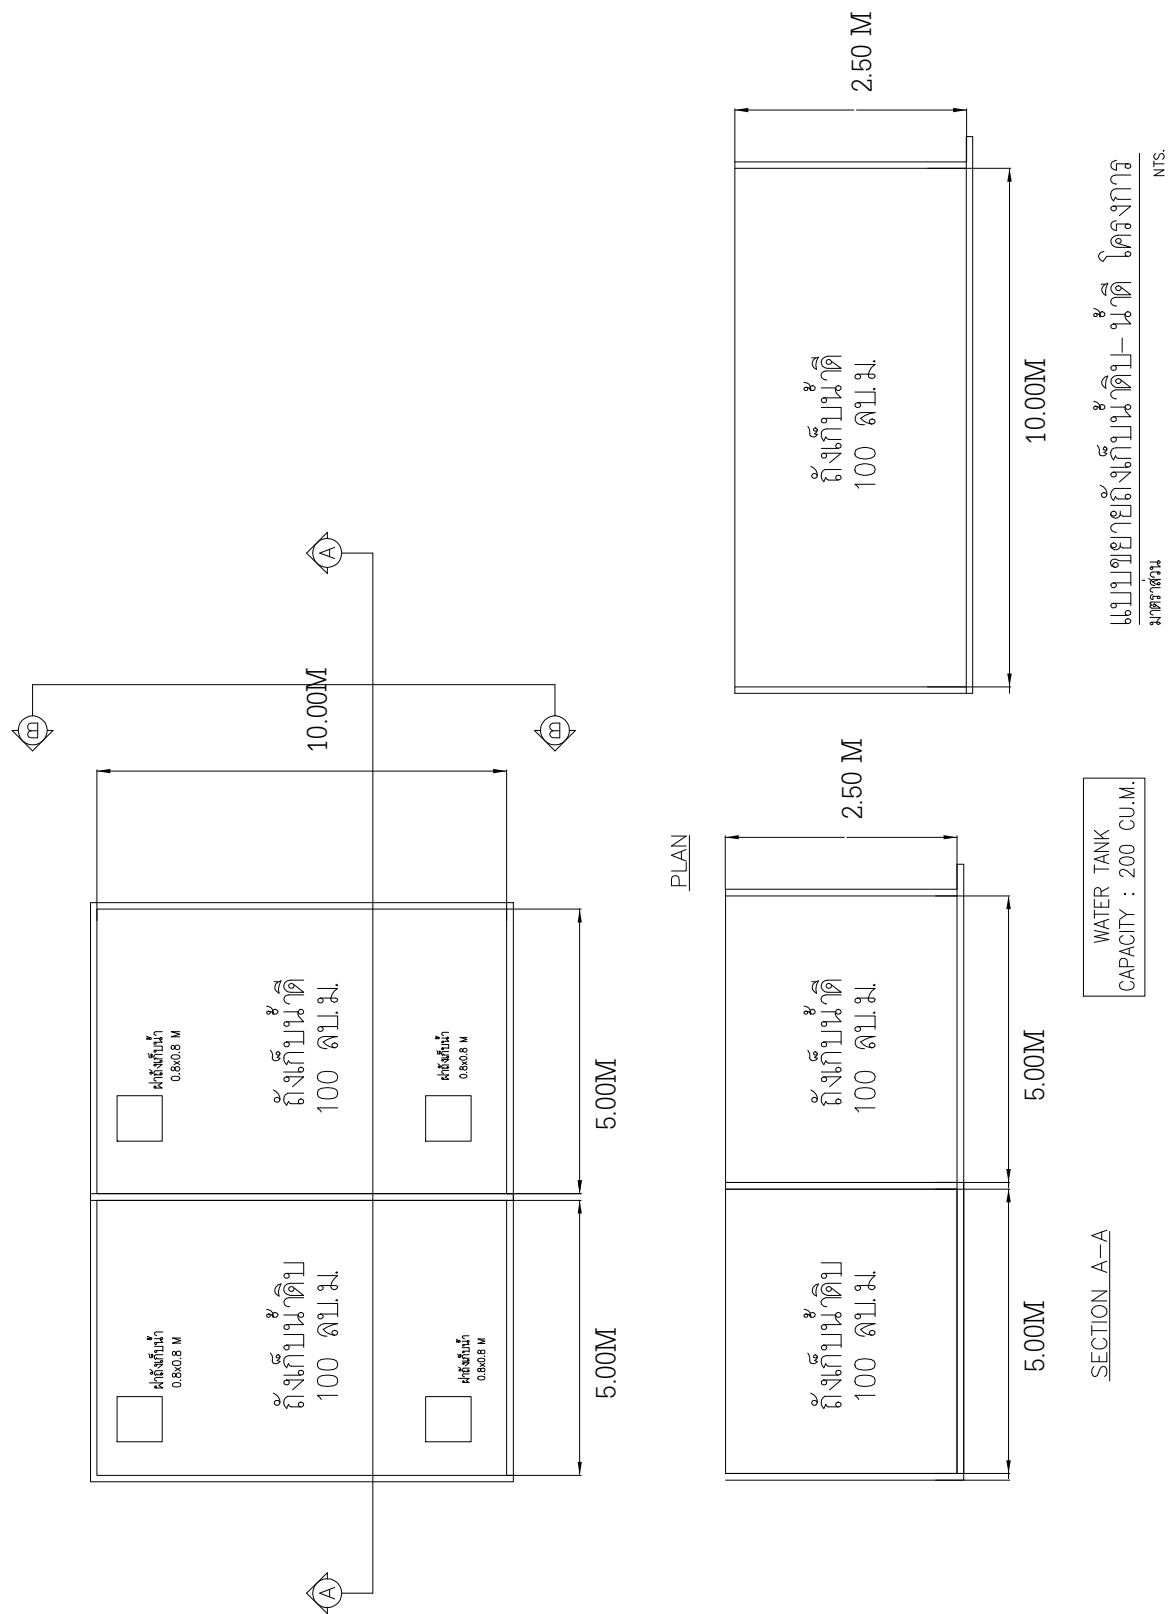 B
B
A
A
10.00M
ฝาถังเก็บน้ำ
0.8x0.8 M
ฝาถังเก็บน้ำ
0.8x0.8 M
ถังเก็บน้ำดิบ
100 ลบ.ม.
ถังเก็บน้ำดี
100 ลบ.ม.
ฝาถังเก็บน้ำ
0.8x0.8 M
ฝาถังเก็บน้ำ
0.8x0.8 M
5.00M
5.00M
PLAN
ถังเก็บน้ำดิบ
100 ลบ.ม.
ถังเก็บน้ำดี
100 ลบ.ม.
2.50 M
5.00M
5.00M
SECTION A-A
ถังเก็บน้ำดี
100 ลบ.ม.
2.50 M
10.00M
WATER TANK
CAPACITY : 200 CU.M.
แบบขยายถังเก็บน้ำดิบ-น้ำดี โครงการ
มาตราส่วน NTS.